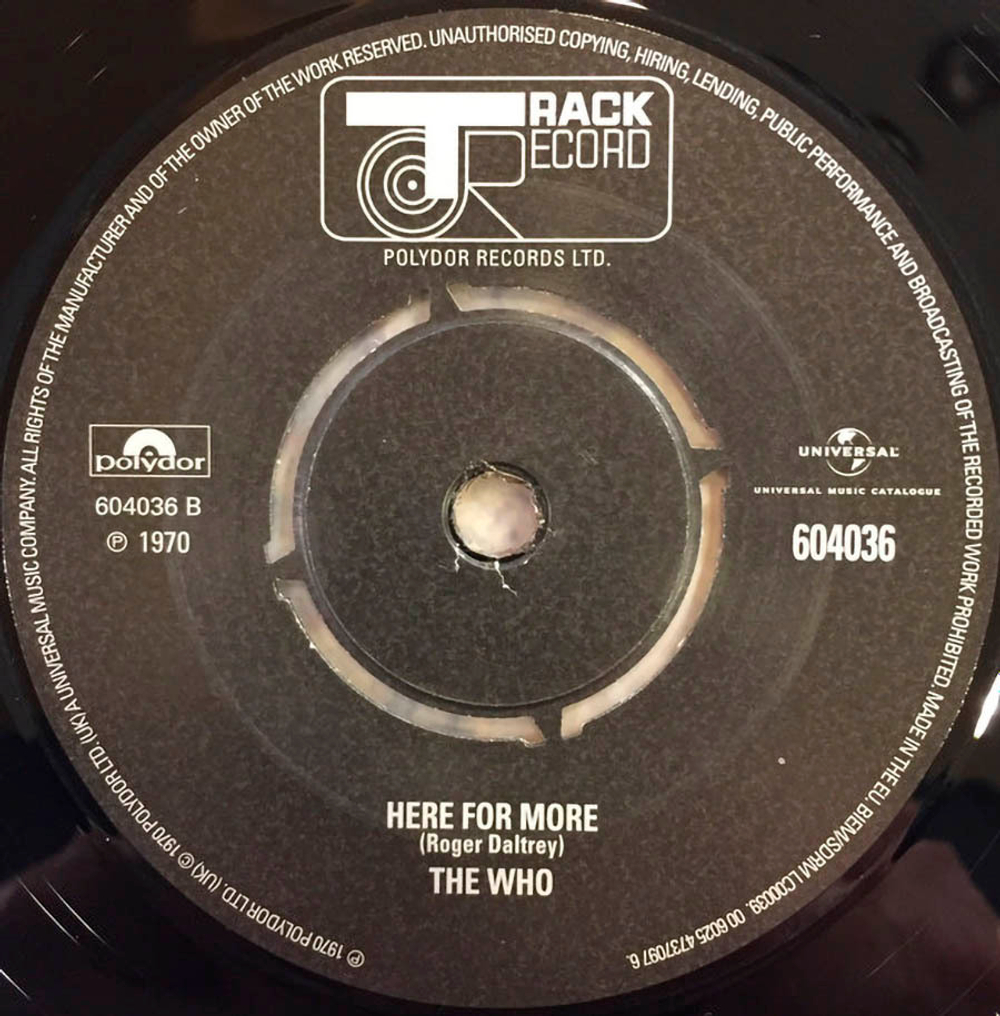 ℗ 1970 POLYDOR LTD. (UK) © 1970 POLYDOR LTD. (UK) A UNIVERSAL MUSIC COMPANY. ALL RIGHTS OF THE MANUFACTURER AND OF THE OWNER OF THE WORK RESERVED. UNAUTHORISED COPYING, HIRING, LENDING, PUBLIC PERFORMANCE AND BROADCASTING OF THE RECORDED WORK PROHIBITED. MADE IN THE EU. BIEM/SDRM LC00039. 00 6025 4737097 6.
TRACK
RECORD
POLYDOR RECORDS LTD.
polydor
604036 B
℗ 1970
UNIVERSAL
UNIVERSAL MUSIC CATALOGUE
604036
HERE FOR MORE
(Roger Daltrey)
THE WHO